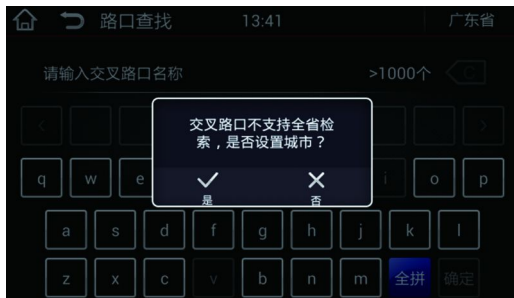 路口查找 13:41 广东省
请输入交叉路口名称 >1000个
交叉路口不支持全省检
索，是否设置城市？
是 否
q w e i o p
a s d f g h j k l
z x c v b n m 全拼 确定